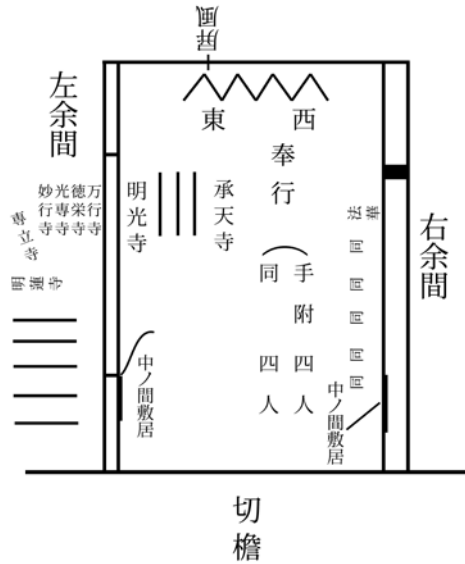 屏風
東
西
奉行
左余間
万行寺
徳栄寺
光専寺
妙行寺
専立寺
明蓮寺
明光寺
承天寺
手附四人
同四人
法華
同
同
同
同
同
右余間
中ノ間敷居
中ノ間敷居
切檐